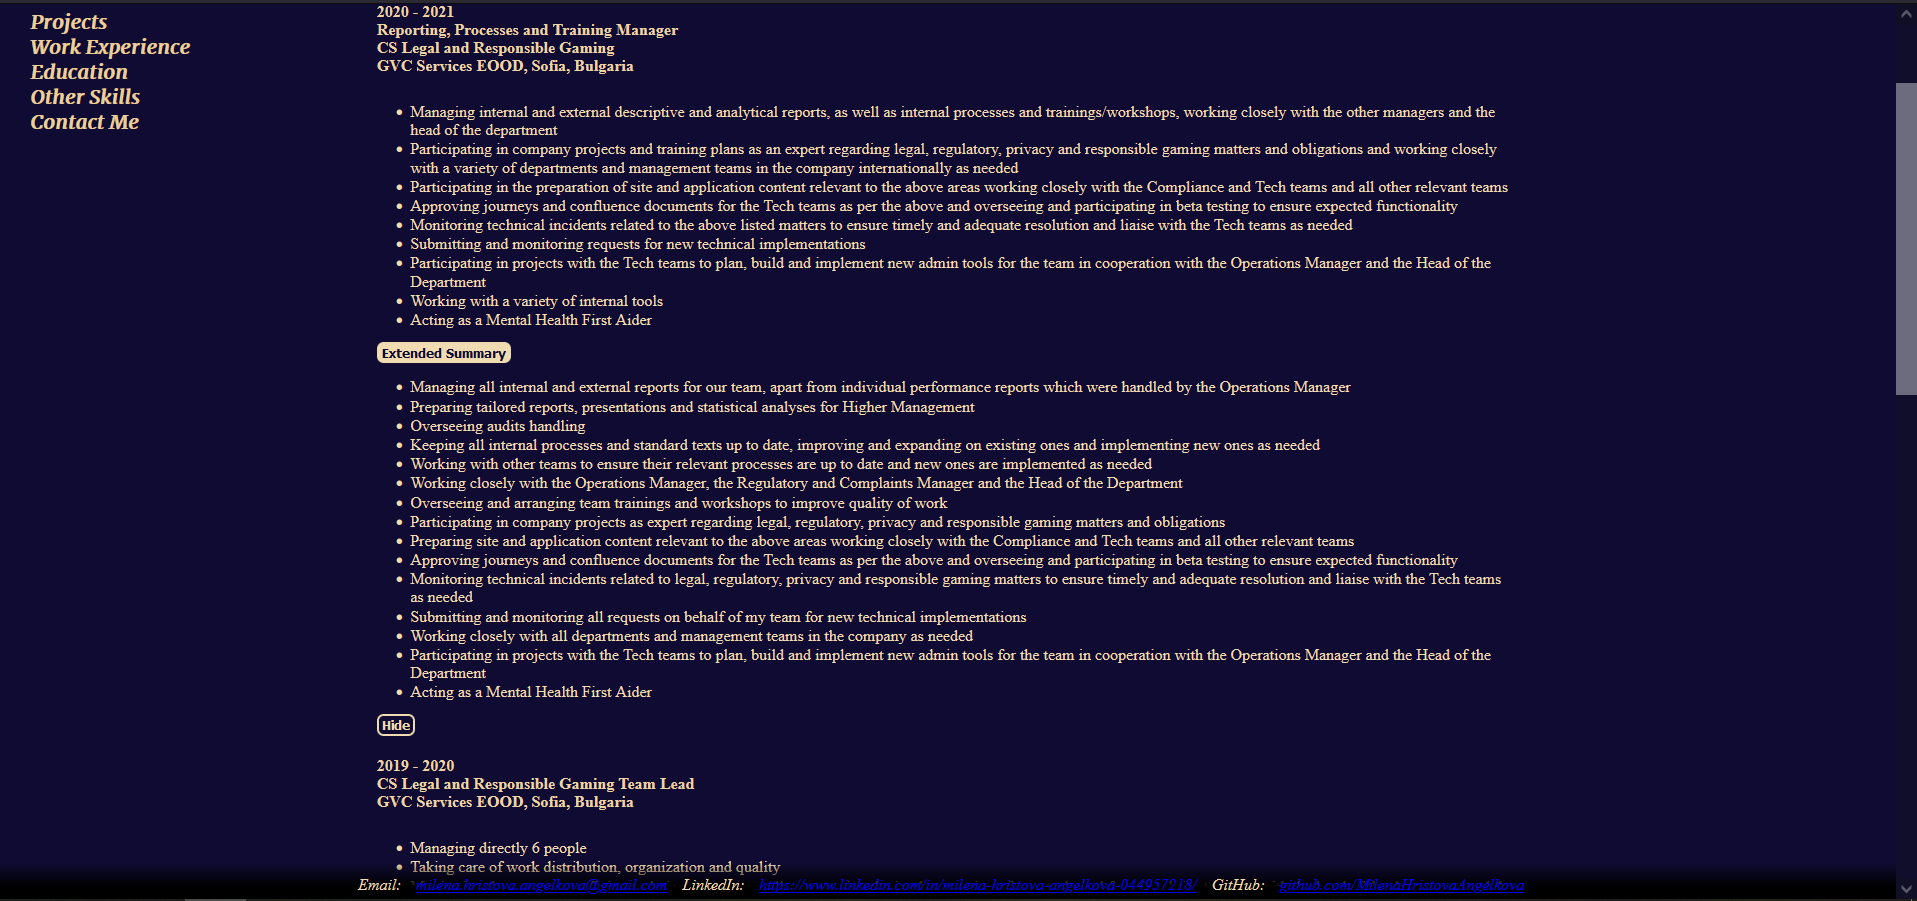 Projects
Work Experience
Education
Other Skills
Contact Me
2020 - 2021
Reporting, Processes and Training Manager
CS Legal and Responsible Gaming
GVC Services EOOD, Sofia, Bulgaria
• Managing internal and external descriptive and analytical reports, as well as internal processes and trainings/workshops, working closely with the other managers and the
head of the department
• Participating in company projects and training plans as an expert regarding legal, regulatory, privacy and responsible gaming matters and obligations and working closely
with a variety of departments and management teams in the company internationally as needed
• Participating in the preparation of site and application content relevant to the above areas working closely with the Compliance and Tech teams and all other relevant teams
• Approving journeys and confluence documents for the Tech teams as per the above and overseeing and participating in beta testing to ensure expected functionality
• Monitoring technical incidents related to the above listed matters to ensure timely and adequate resolution and liaise with the Tech teams as needed
• Submitting and monitoring requests for new technical implementations
• Participating in projects with the Tech teams to plan, build and implement new admin tools for the team in cooperation with the Operations Manager and the Head of the
Department
• Working with a variety of internal tools
• Acting as a Mental Health First Aider
Extended Summary
• Managing all internal and external reports for our team, apart from individual performance reports which were handled by the Operations Manager
• Preparing tailored reports, presentations and statistical analyses for Higher Management
• Overseeing audits handling
• Keeping all internal processes and standard texts up to date, improving and expanding on existing ones and implementing new ones as needed
• Working with other teams to ensure their relevant processes are up to date and new ones are implemented as needed
• Working closely with the Operations Manager, the Regulatory and Complaints Manager and the Head of the Department
• Overseeing and arranging team trainings and workshops to improve quality of work
• Participating in company projects as expert regarding legal, regulatory, privacy and responsible gaming matters and obligations
• Preparing site and application content relevant to the above areas working closely with the Compliance and Tech teams and all other relevant teams
• Approving journeys and confluence documents for the Tech teams as per the above and overseeing and participating in beta testing to ensure expected functionality
• Monitoring technical incidents related to legal, regulatory, privacy and responsible gaming matters to ensure timely and adequate resolution and liaise with the Tech teams
as needed
• Submitting and monitoring all requests on behalf of my team for new technical implementations
• Working closely with all departments and management teams in the company as needed
• Participating in projects with the Tech teams to plan, build and implement new admin tools for the team in cooperation with the Operations Manager and the Head of the
Department
• Acting as a Mental Health First Aider
Hide
2019 - 2020
CS Legal and Responsible Gaming Team Lead
GVC Services EOOD, Sofia, Bulgaria
• Managing directly 6 people
• Taking care of work distribution, organization and quality
Email: milena.hristova.angelkova@gmail.com LinkedIn: GitHub: github.com/MilenaHristovaAngelkova